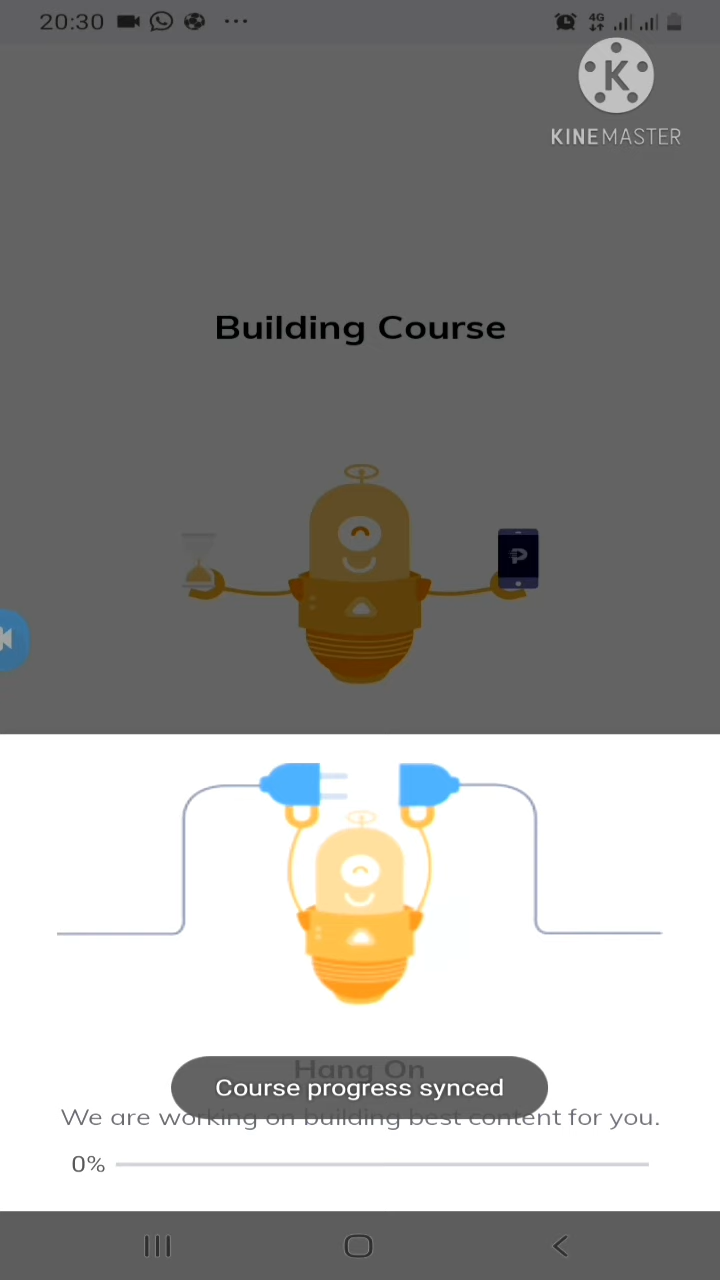 20:30
4G
K
KINEMASTER
Building Course
P
Hang On
Course progress synced
We are working on building best content for you.
0%